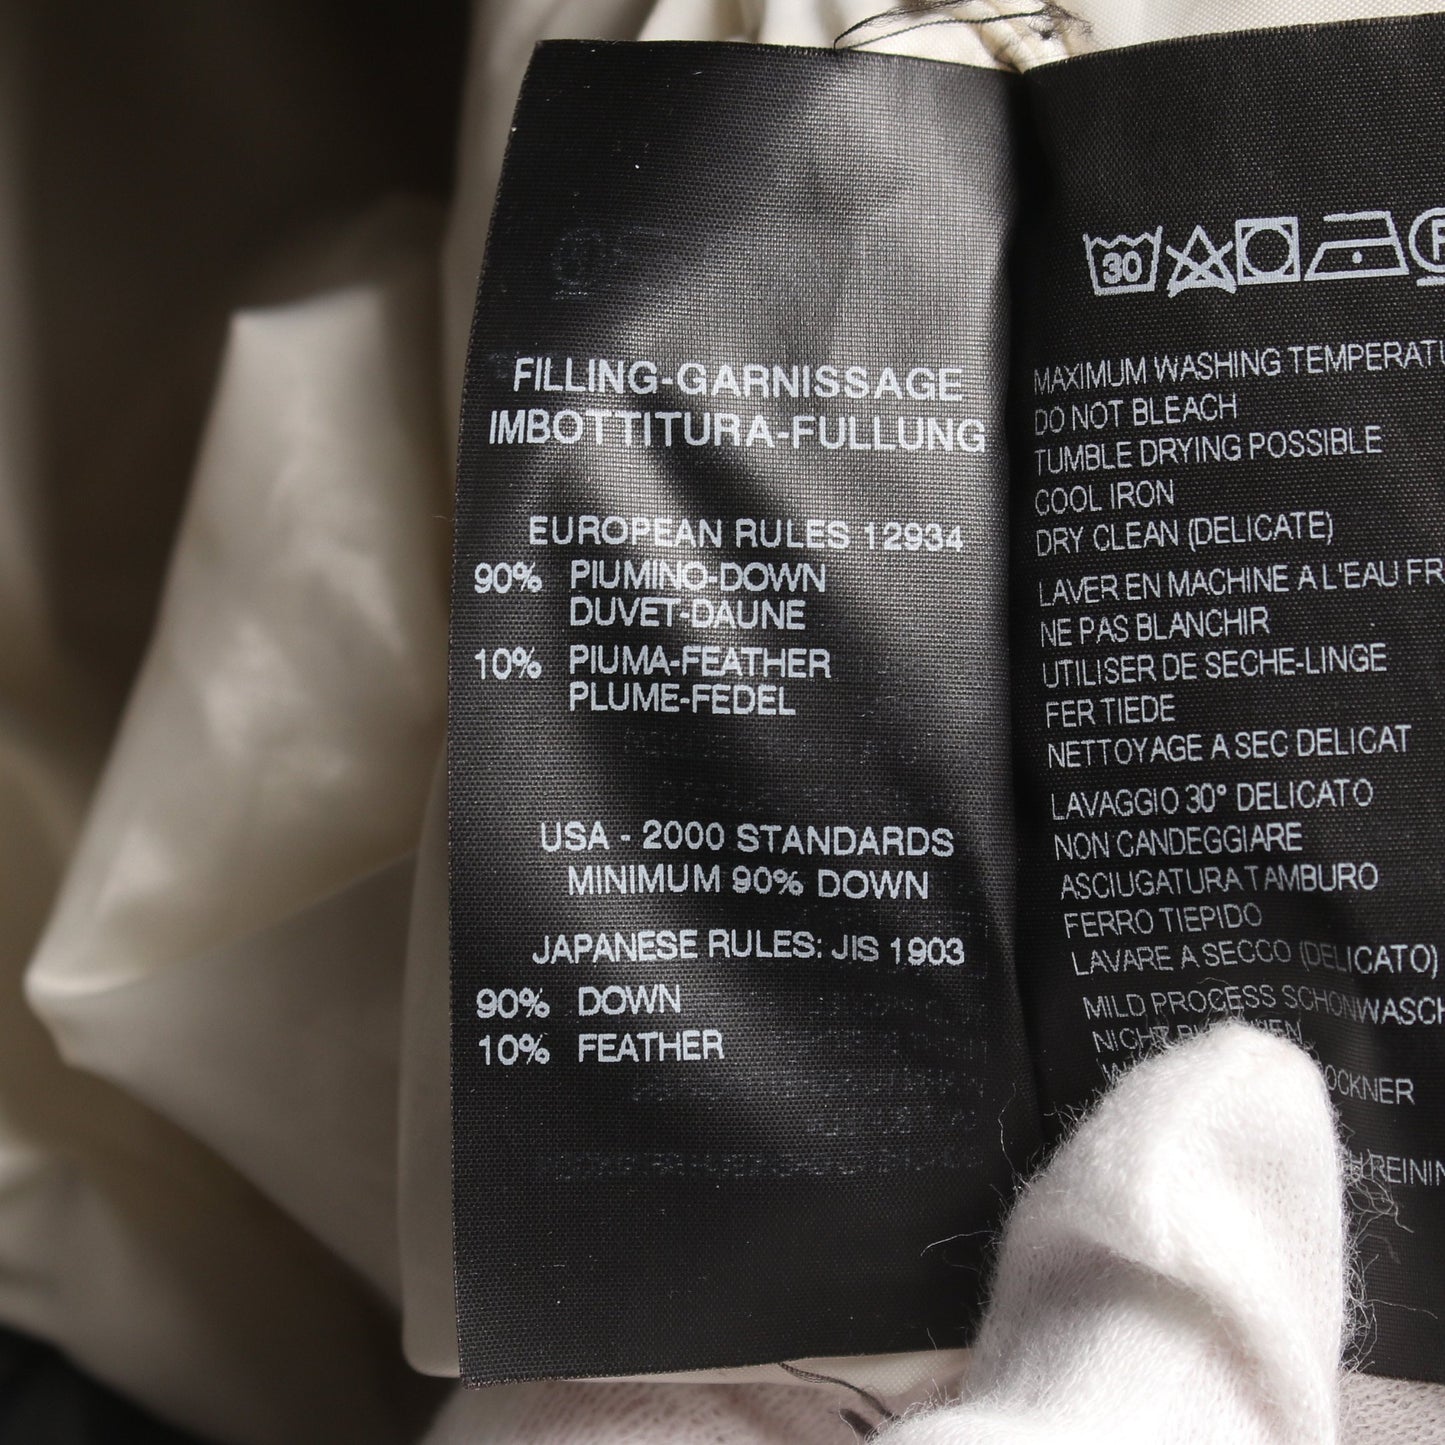 FILLING-GARNISSAGE
IMBOTTITURA-FULLUNG
EUROPEAN RULES 12934
90% PIUMINO-DOWN
DUVET-DAUNE
10% PIUMA-FEATHER
PLUME-FEDEL
USA - 2000 STANDARDS
MINIMUM 90% DOWN
JAPANESE RULES: JIS 1903
90% DOWN
10% FEATHER
30
MAXIMUM WASHING
DO NOT BLEACH
TUMBLE DRYING POSSIBLE
COOL IRON
DRY CLEAN (DELICATE)
LAVER EN MACHINE A L'EAU
NE PAS BLANCHIR
UTILISER DE SECHE-LINGE
FER TIEDE
NETTOYAGE A SEC DELICAT
LAVAGGIO 30° DELICATO
NON CANDEGGIARE
ASCIUGATURA TAMBURO
FERRO TIEPIDO
LAVARE A SECCO (DELICATO)
MILD PROCESS
NICHT